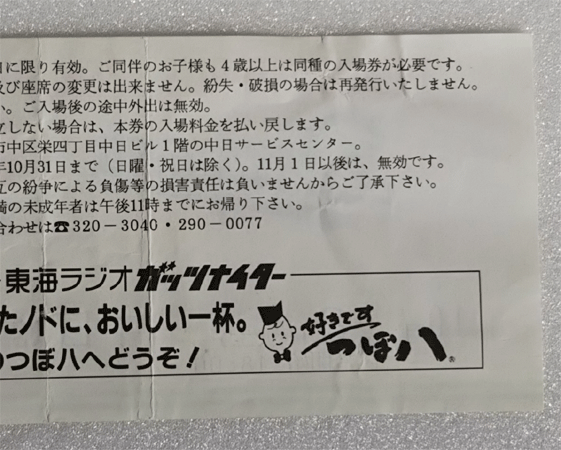 日に限り有効。ご同伴のお子様も4歳以上は同種の入場券が必要です。
及び座席の変更は出来ません。紛失・破損の場合は再発行いたしません。
い。ご入場後の途中外出は無効。
立しない場合は、本券の入場料金を払い戻します。
市中区栄四丁目中日ビル1階の中日サービスセンター。
年10月31日まで（日曜・祝日は除く）。11月1日以後は、無効です。
互の紛争による負傷等の損害責任は負いませんからご了承下さい。
満の未成年者は午後11時までにお帰り下さい。
合わせは☎320－3040・290－0077
東海ラジオ ガッツナイター
たノドに、おいしい一杯。
のつぼ八へどうぞ！
好きです
つぼ八®